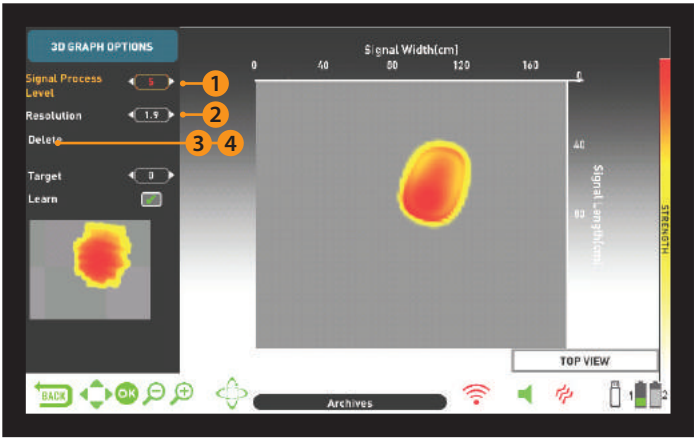 3D GRAPH OPTIONS
Signal Process
Level
5
1
Resolution
1.9
2
Delete
3
4
Target
0
Learn
Signal Width(cm)
0
40
80
120
160
0
40
80
Signal Length(cm)
STRENGTH
TOP VIEW
BACK
OK
Archives
1
2